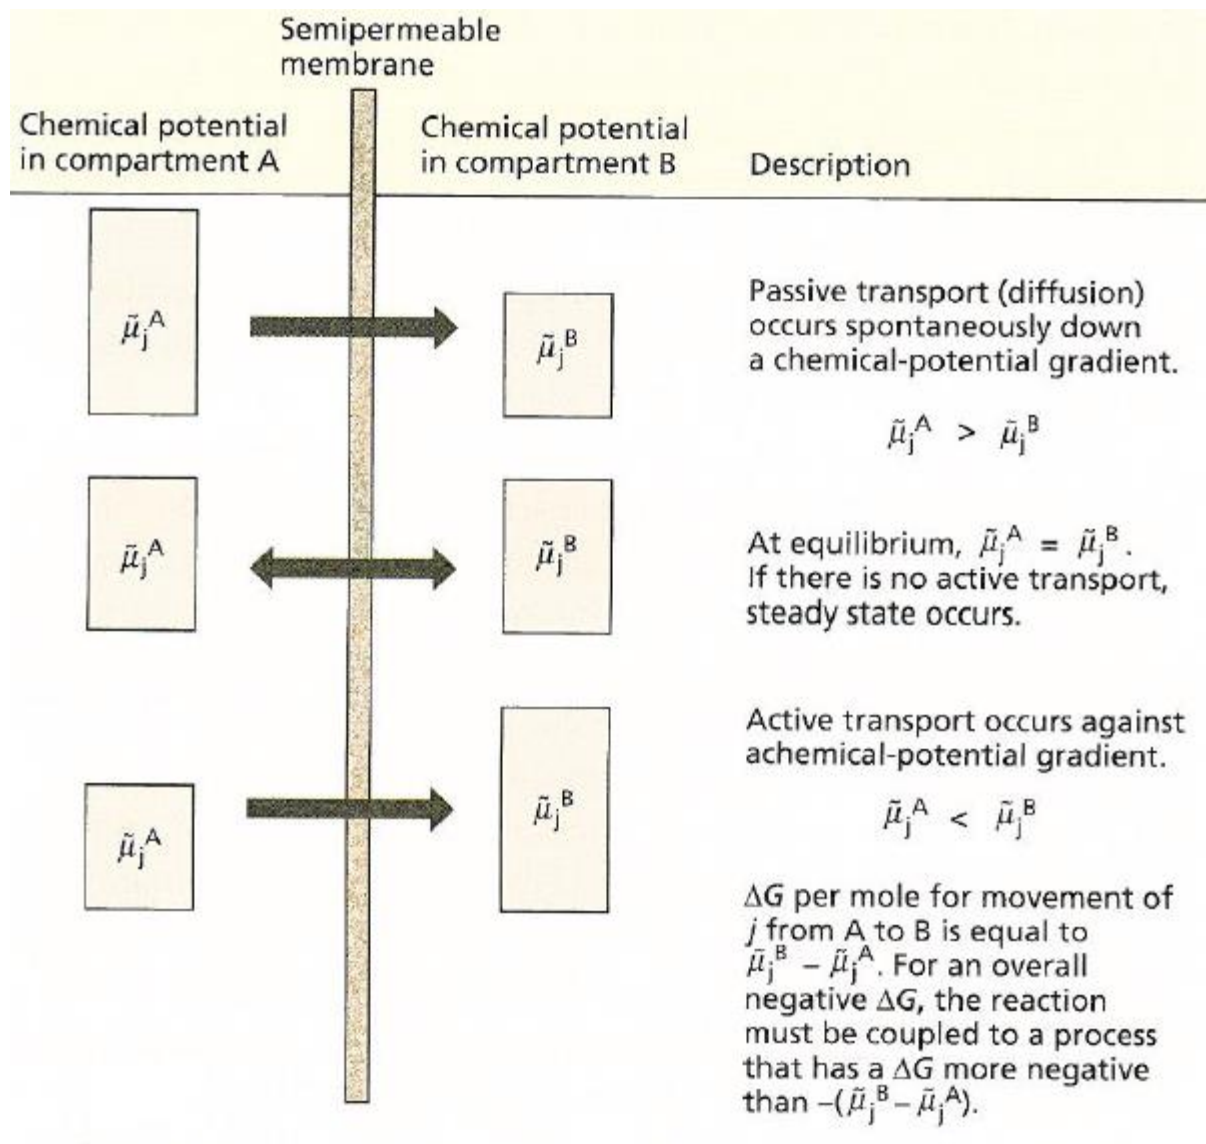 Semipermeable
membrane
Chemical potential
in compartment A
Chemical potential
in compartment B
Description
μ̃ⱼᴬ
μ̃ⱼᴮ
Passive transport (diffusion)
occurs spontaneously down
a chemical-potential gradient.
μ̃ⱼᴬ > μ̃ⱼᴮ
μ̃ⱼᴬ
μ̃ⱼᴮ
At equilibrium, μ̃ⱼᴬ = μ̃ⱼᴮ.
If there is no active transport,
steady state occurs.
μ̃ⱼᴬ
μ̃ⱼᴮ
Active transport occurs against
achemical-potential gradient.
μ̃ⱼᴬ < μ̃ⱼᴮ
ΔG per mole for movement of
j from A to B is equal to
μ̃ⱼᴮ – μ̃ⱼᴬ. For an overall
negative ΔG, the reaction
must be coupled to a process
that has a ΔG more negative
than –(μ̃ⱼᴮ– μ̃ⱼᴬ).